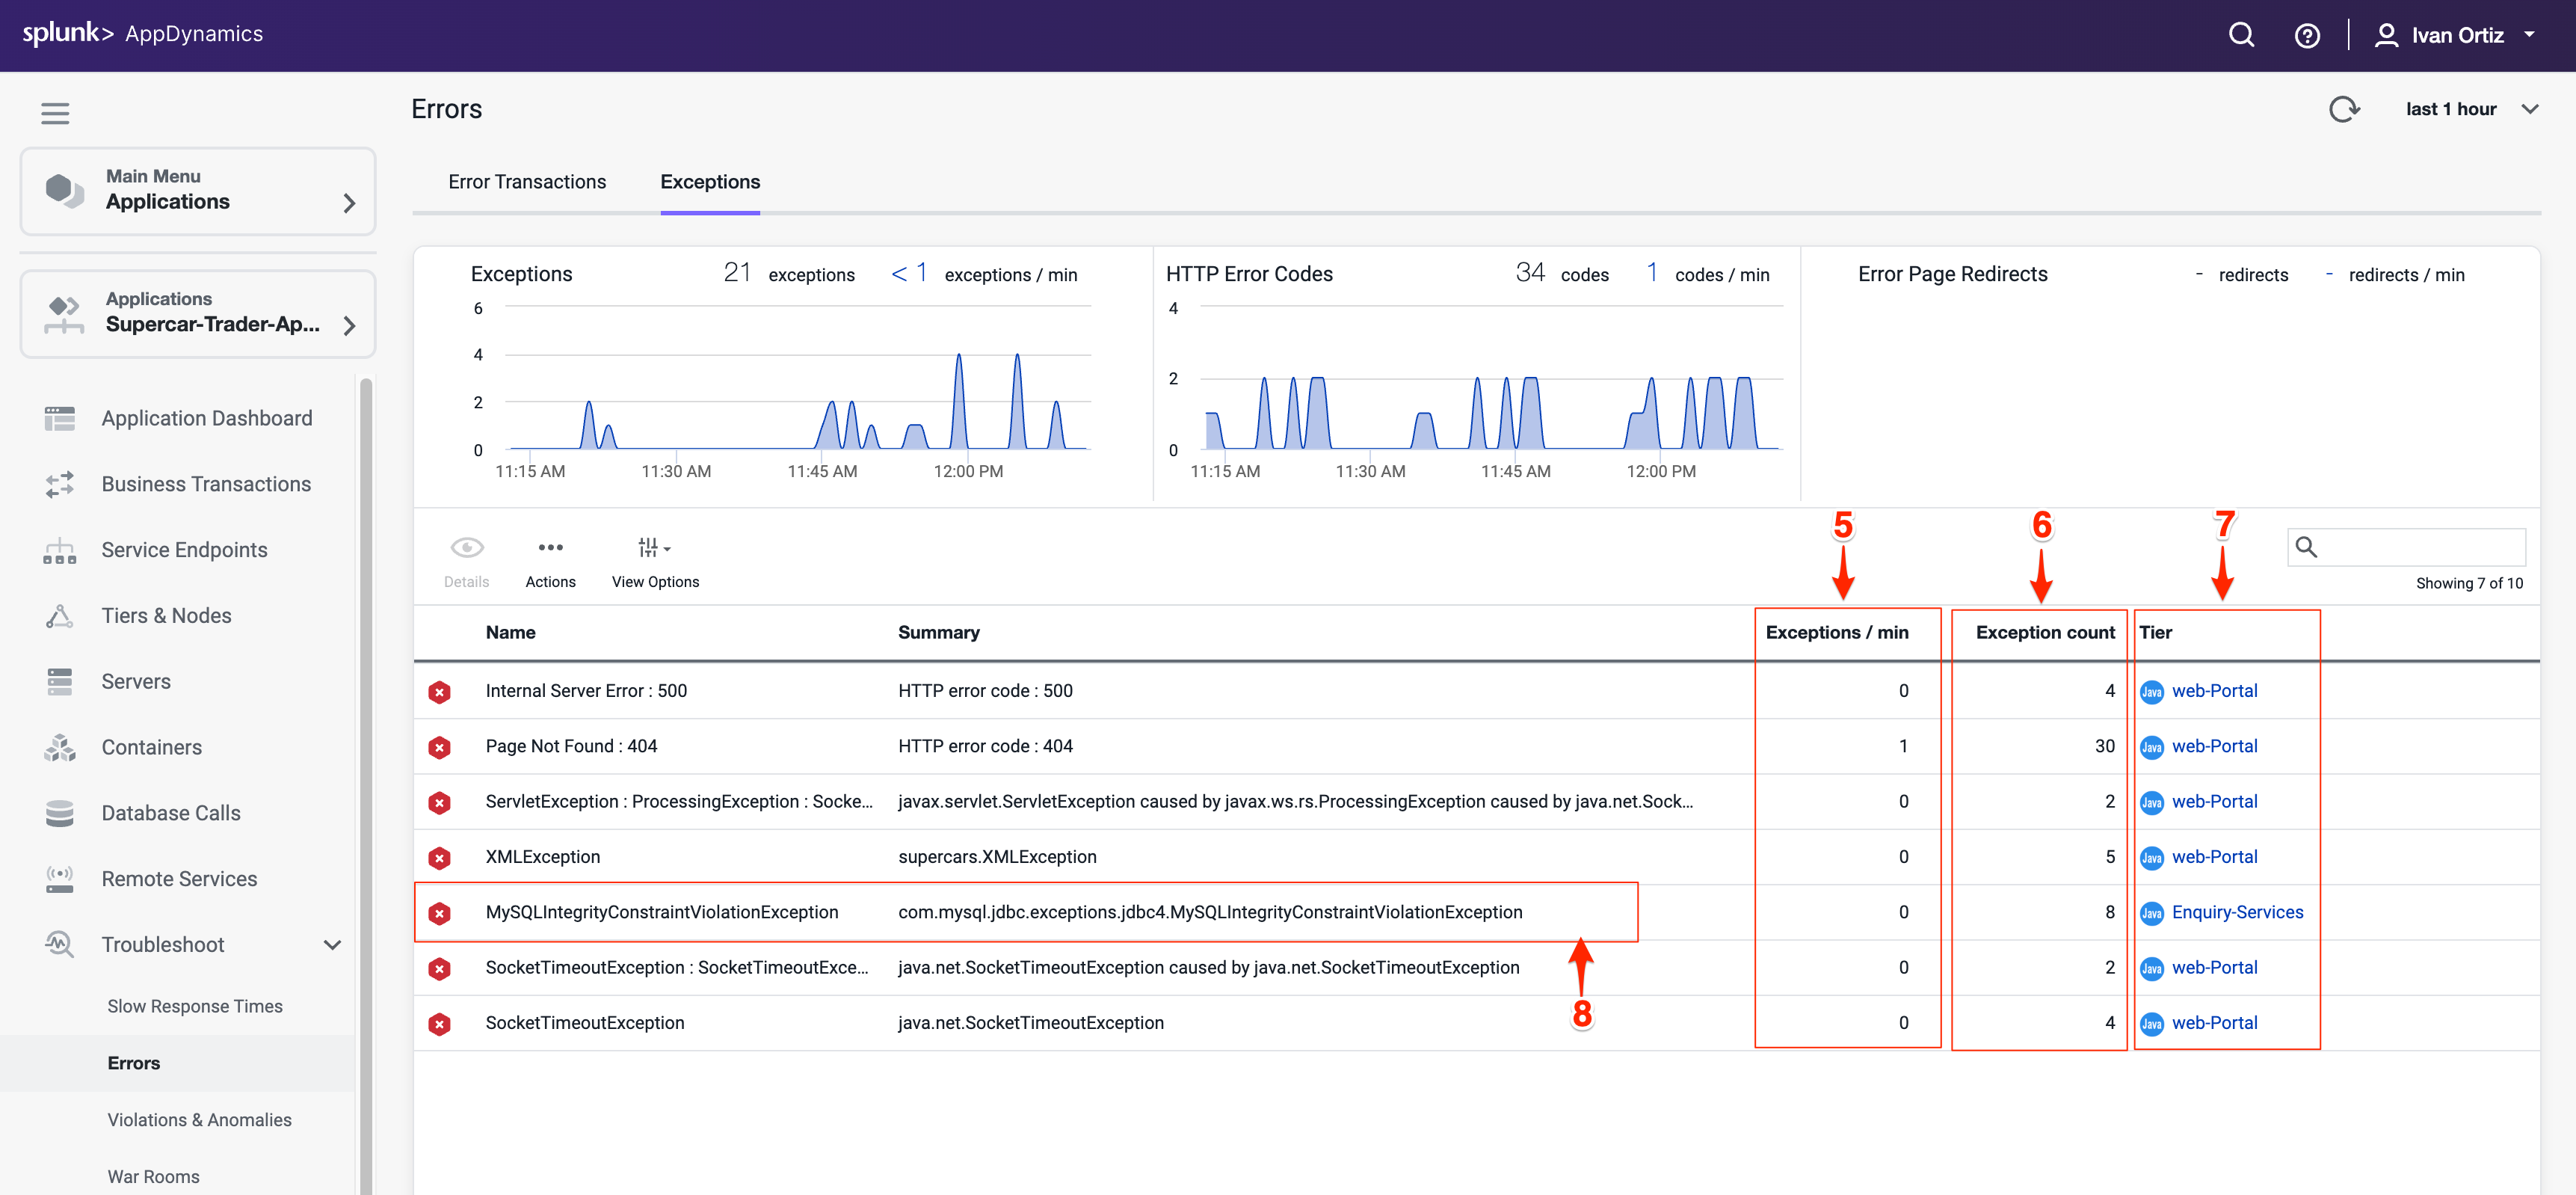 splunk> AppDynamics
Ivan Ortiz
Main Menu
Applications
Applications
Supercar-Trader-Ap...
Application Dashboard
Business Transactions
Service Endpoints
Tiers & Nodes
Servers
Containers
Database Calls
Remote Services
Troubleshoot
Slow Response Times
Errors
Violations & Anomalies
War Rooms
Errors
last 1 hour
Error Transactions
Exceptions
Exceptions 21 exceptions < 1 exceptions / min
6
4
2
0
11:15 AM 11:30 AM 11:45 AM 12:00 PM
HTTP Error Codes 34 codes 1 codes / min
4
2
0
11:15 AM 11:30 AM 11:45 AM 12:00 PM
Error Page Redirects - redirects - redirects / min
5 6 7
Details Actions View Options
Showing 7 of 10
Name Summary Exceptions / min Exception count Tier
Internal Server Error : 500 HTTP error code : 500 0 4 Java web-Portal
Page Not Found : 404 HTTP error code : 404 1 30 Java web-Portal
ServletException : ProcessingException : Socke... javax.servlet.ServletException caused by javax.ws.rs.ProcessingException caused by java.net.Sock... 0 2 Java web-Portal
XMLException supercars.XMLException 0 5 Java web-Portal
MySQLIntegrityConstraintViolationException com.mysql.jdbc.exceptions.jdbc4.MySQLIntegrityConstraintViolationException 0 8 Java Enquiry-Services
SocketTimeoutException : SocketTimeoutExce... java.net.SocketTimeoutException caused by java.net.SocketTimeoutException 0 2 Java web-Portal
SocketTimeoutException java.net.SocketTimeoutException 0 4 Java web-Portal
8